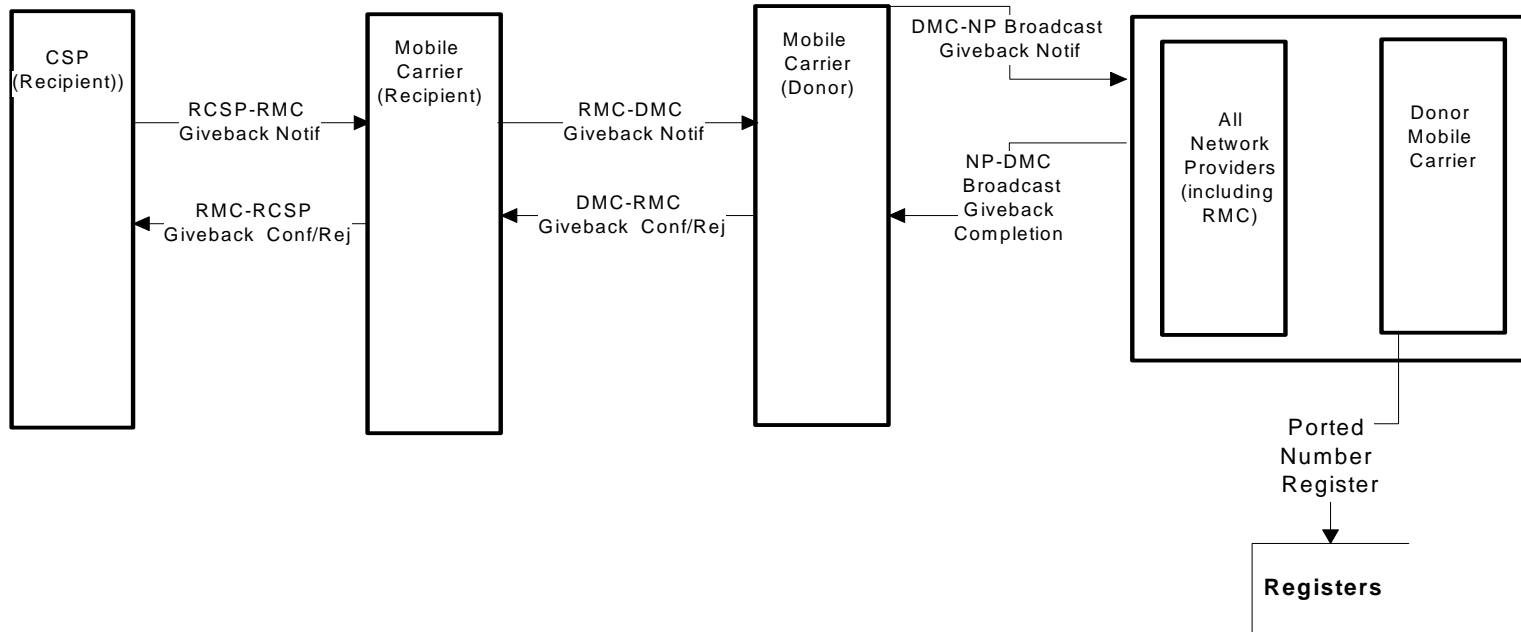 CSP
(Recipient))
RCSP-RMC
Giveback Notif
RMC-RCSP
Giveback Conf/Rej
Mobile
Carrier
(Recipient)
RMC-DMC
Giveback Notif
DMC-RMC
Giveback Conf/Rej
Mobile
Carrier
(Donor)
DMC-NP Broadcast
Giveback Notif
NP-DMC
Broadcast
Giveback
Completion
All
Network
Providers
(including
RMC)
Donor
Mobile
Carrier
Ported
Number
Register
Registers